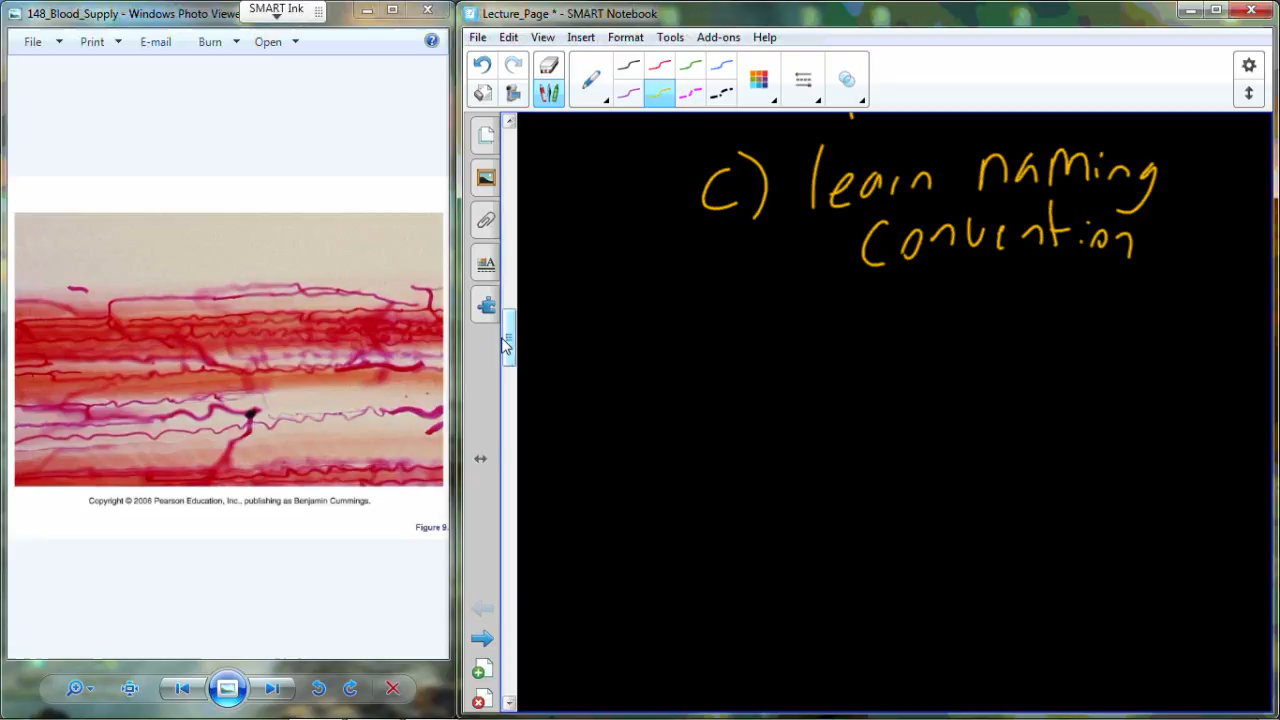 148_Blood_Supply - Windows Photo Viewe
SMART Ink
File Print E-mail Burn Open
Copyright © 2006 Pearson Education, Inc., publishing as Benjamin Cummings.
Figure 9.
Lecture_Page * - SMART Notebook
File Edit View Insert Format Tools Add-ons Help
c) learn naming
convention